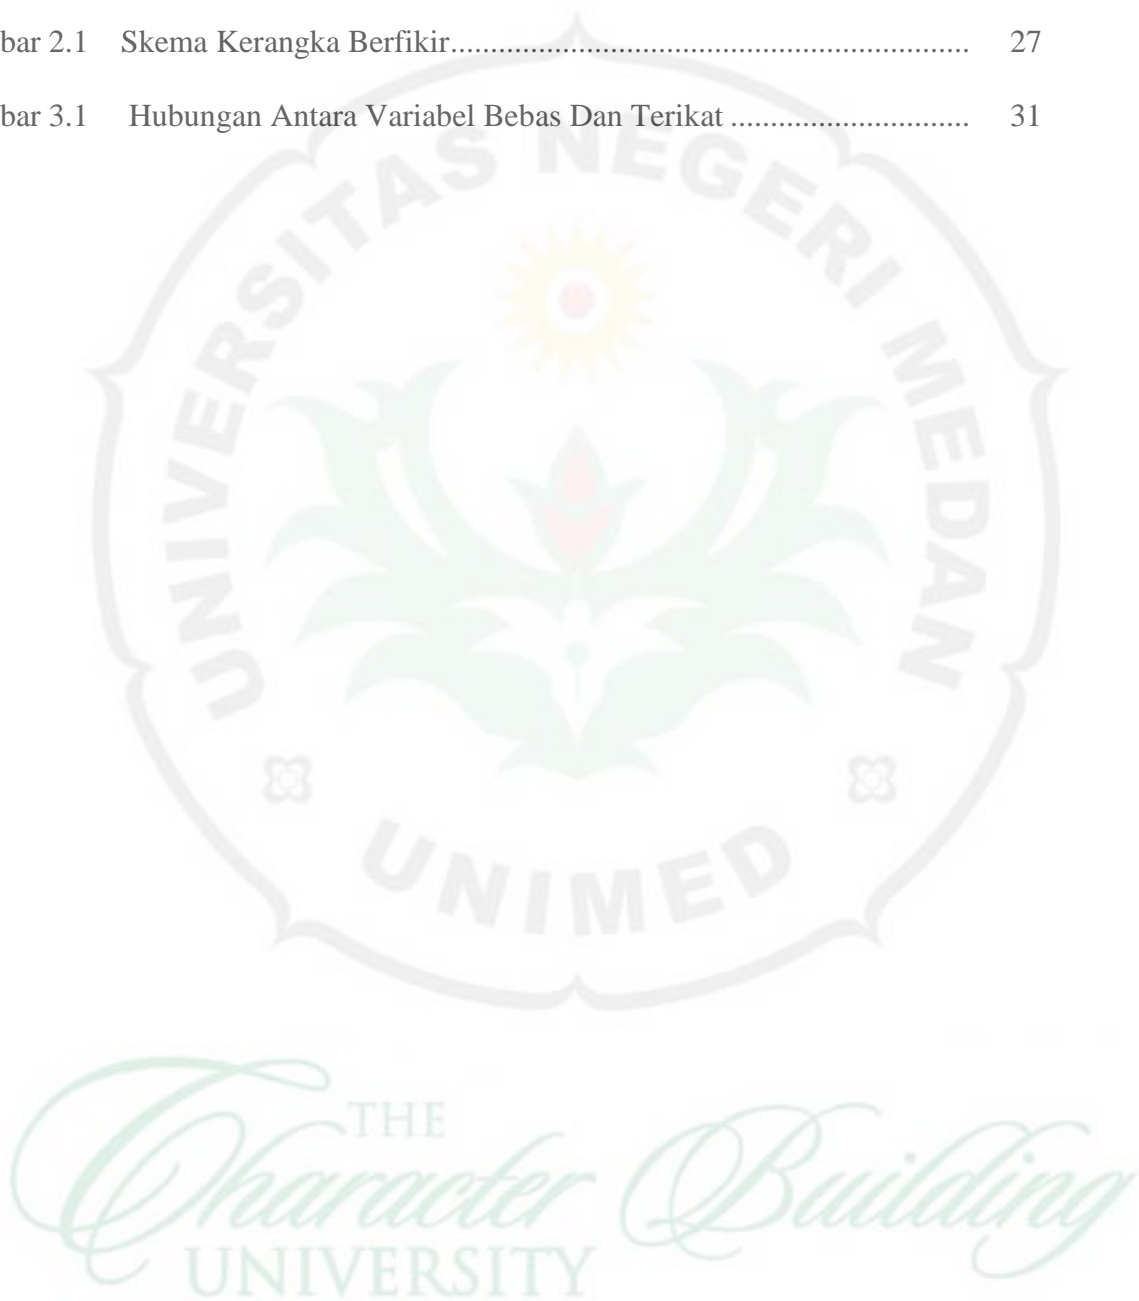 bar 2.1 Skema Kerangka Berfikir................................................................. 27
bar 3.1 Hubungan Antara Variabel Bebas Dan Terikat .............................. 31
UNIVERSITAS NEGERI MEDAN
UNIMED
THE
Character Building
UNIVERSITY